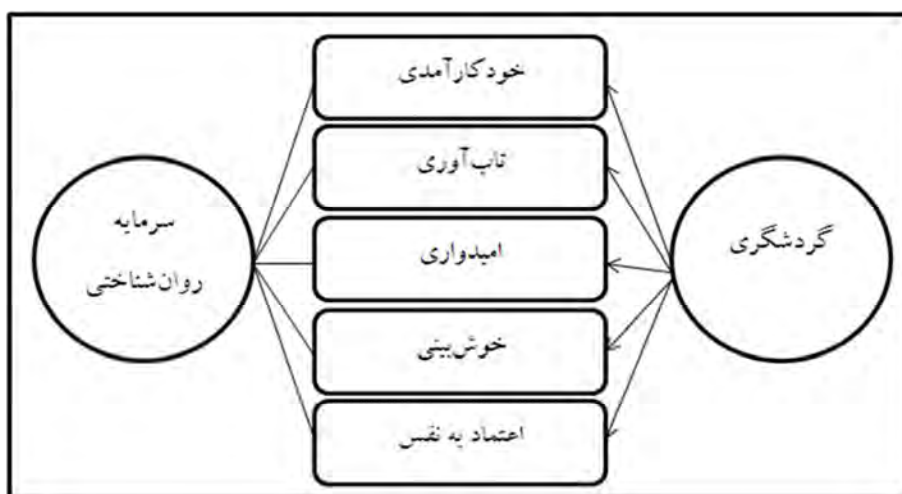 خودکارآمدی
تاب‌آوری
امیدواری
خوش‌بینی
اعتماد به نفس
گردشگری
سرمایه
روان‌شناختی